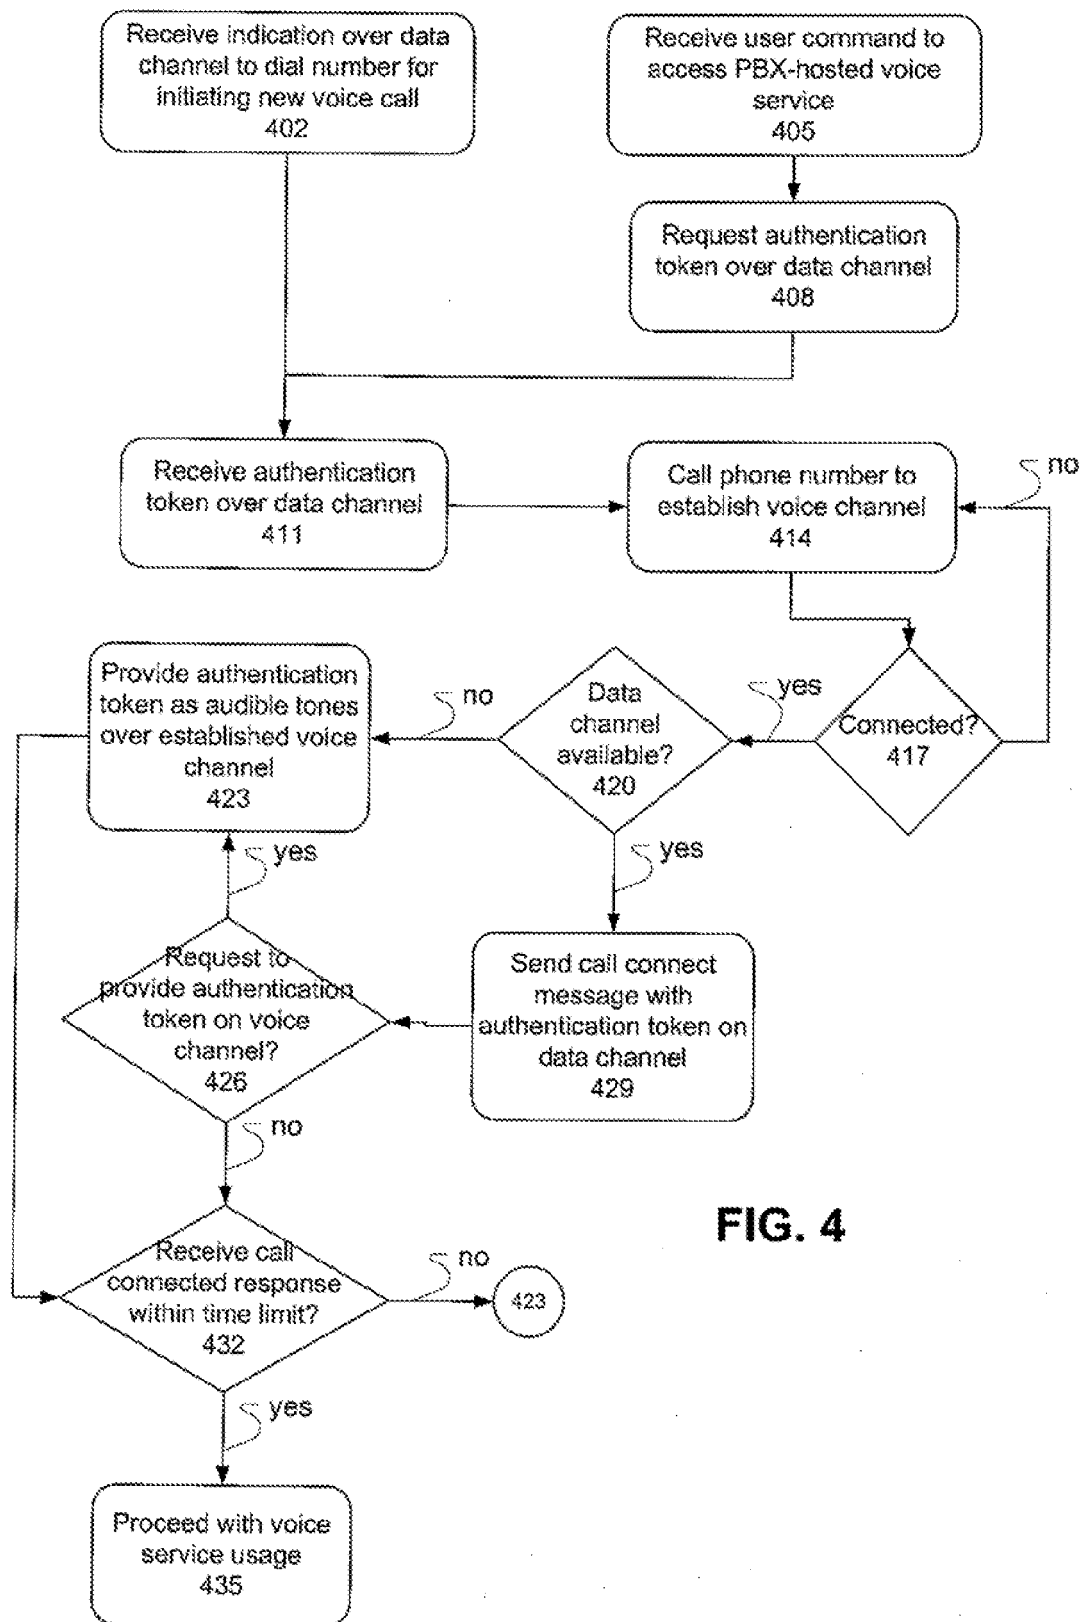 Receive indication over data
channel to dial number for
initiating new voice call
402
Receive user command to
access PBX-hosted voice
service
405
Request authentication
token over data channel
408
Receive authentication
token over data channel
411
Call phone number to
establish voice channel
414
no
Connected?
417
yes
Data
channel
available?
420
no
Provide authentication
token as audible tones
over established voice
channel
423
yes
yes
Send call connect
message with
authentication token on
data channel
429
Request to
provide authentication
token on voice
channel?
426
no
FIG. 4
Receive call
connected response
within time limit?
432
no
423
yes
Proceed with voice
service usage
435